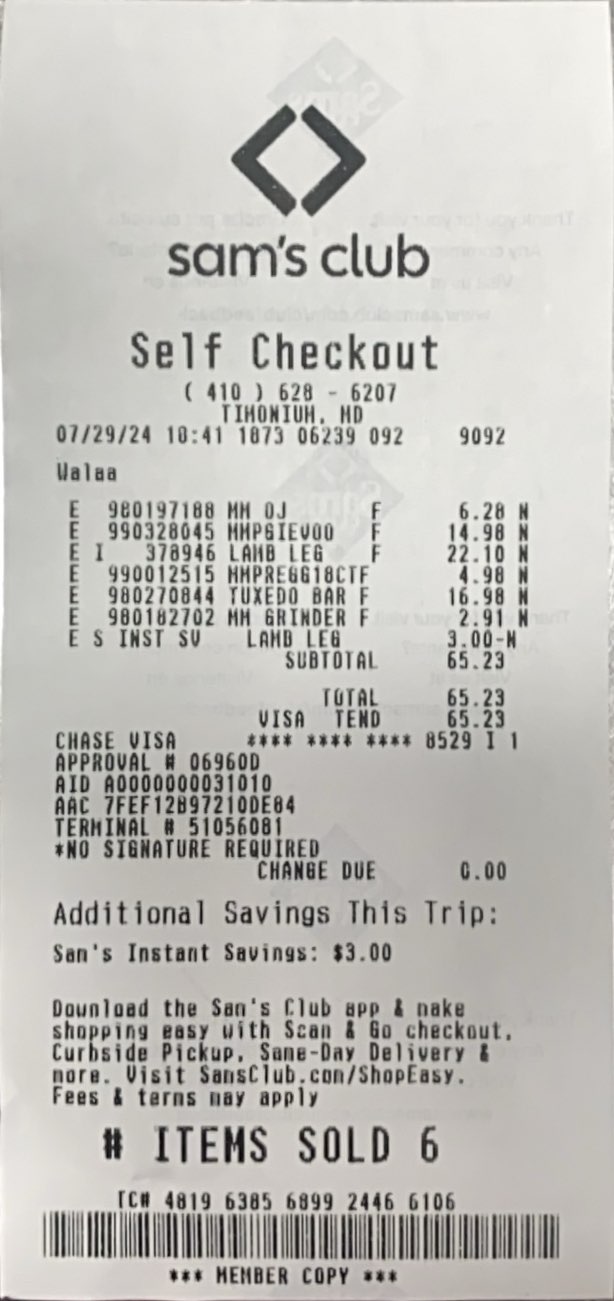 sam's club
Self Checkout
( 410 ) 628 - 6207
TIMONIUM, MD
07/29/24 18:41 1873 06239 092 9092
Walaa
E 980197188 MM OJ F 6.28 N
E 990328045 MMPGIEVOO F 14.98 N
E I 378946 LAMB LEG F 22.10 N
E 990012515 MMPREGG18CTF 4.98 N
E 980270844 TUXEDO BAR F 16.98 N
E 980182702 MM GRINDER F 2.91 N
E S INST SV LAMB LEG 3.00-N
SUBTOTAL 65.23
TOTAL 65.23
VISA TEND 65.23
CHASE VISA **** **** **** 8529 I 1
APPROVAL # 06960D
AID A0000000031010
AAC 7FEF12B972100E84
TERMINAL # 51056081
*NO SIGNATURE REQUIRED
CHANGE DUE 0.00
Additional Savings This Trip:
Sam's Instant Savings: $3.00
Download the Sam's Club app & make
shopping easy with Scan & Go checkout,
Curbside Pickup, Same-Day Delivery &
more. Visit SamsClub.com/ShopEasy.
Fees & terms may apply
# ITEMS SOLD 6
TC# 4819 6385 6899 2446 6106
*** MEMBER COPY ***